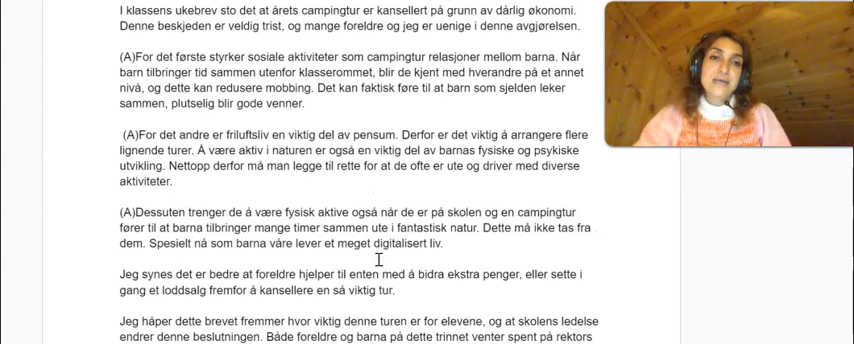 I klassens ukebrev sto det at årets campingtur er kansellert på grunn av dårlig økonomi.
Denne beskjeden er veldig trist, og mange foreldre og jeg er uenige i denne avgjørelsen.
(A)For det første styrker sosiale aktiviteter som campingtur relasjoner mellom barna. Når
barn tilbringer tid sammen utenfor klasserommet, blir de kjent med hverandre på et annet
nivå, og dette kan redusere mobbing. Det kan faktisk føre til at barn som sjelden leker
sammen, plutselig blir gode venner.
(A)For det andre er friluftsliv en viktig del av pensum. Derfor er det viktig å arrangere flere
lignende turer. Å være aktiv i naturen er også en viktig del av barnas fysiske og psykiske
utvikling. Nettopp derfor må man legge til rette for at de ofte er ute og driver med diverse
aktiviteter.
(A)Dessuten trenger de å være fysisk aktive også når de er på skolen og en campingtur
fører til at barna tilbringer mange timer sammen ute i fantastisk natur. Dette må ikke tas fra
dem. Spesielt nå som barna våre lever et meget digitalisert liv.
Jeg synes det er bedre at foreldre hjelper til enten med å bidra ekstra penger, eller sette i
gang et loddsalg fremfor å kansellere en så viktig tur.
Jeg håper dette brevet fremmer hvor viktig denne turen er for elevene, og at skolens ledelse
endrer denne beslutningen. Både foreldre og barna på dette trinnet venter spent på rektors